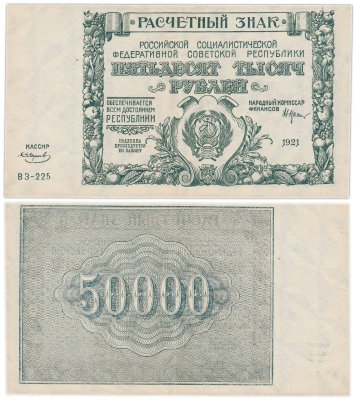 РАСЧЕТНЫЙ ЗНАК
РОССИЙСКОЙ СОЦИАЛИСТИЧЕСКОЙ
ФЕДЕРАТИВНОЙ СОВЕТСКОЙ РЕСПУБЛИКИ
ПЯТЬДЕСЯТ ТЫСЯЧ
РУБЛЕЙ
ОБЕСПЕЧИВАЕТСЯ
ВСЕМ ДОСТОЯНИЕМ
РЕСПУБЛИКИ
НАРОДНЫЙ КОМИССАР
ФИНАНСОВ
ПОДДЕЛКА
ПРЕСЛЕДУЕТСЯ
ПО ЗАКОНУ
КАССИР
1921
ВЗ-225
50000